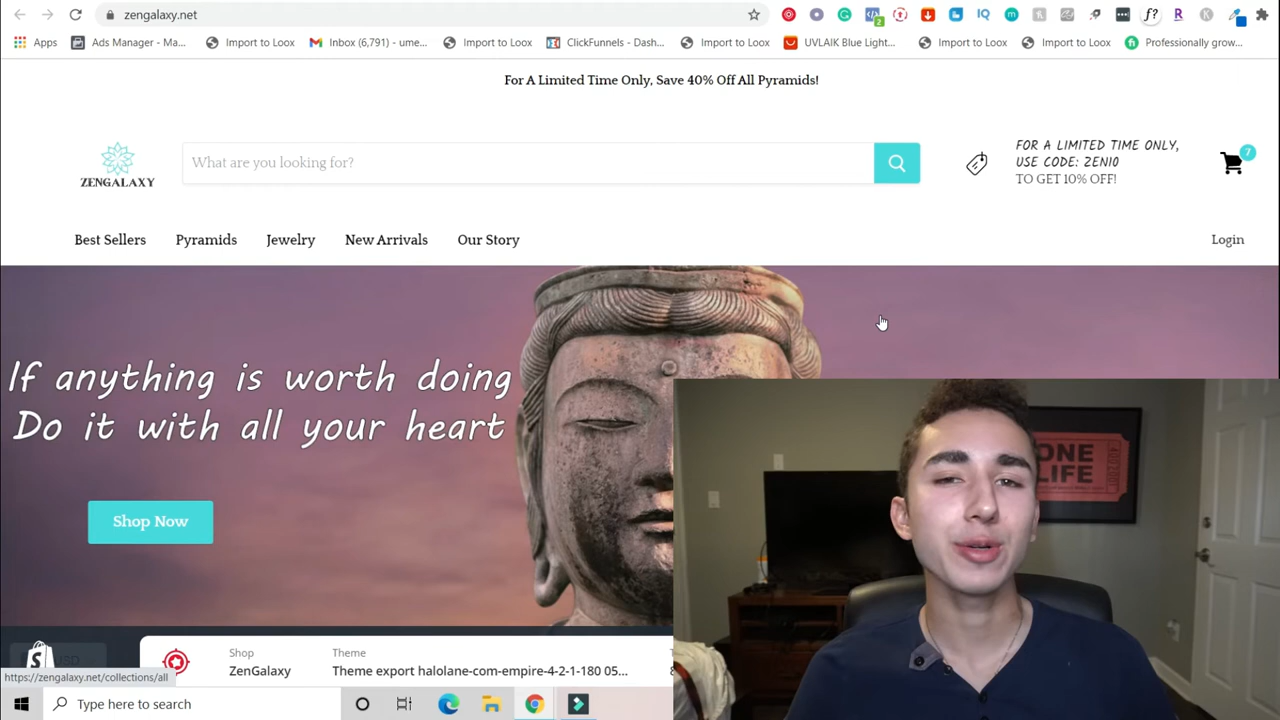 zengalaxy.net
2
Apps
Ads Manager - Ma...
Import to Loox
Inbox (6,791) - ume...
Import to Loox
ClickFunnels - Dash...
Import to Loox
UVLAIK Blue Light...
Import to Loox
Import to Loox
Professionally grow...
For A Limited Time Only, Save 40% Off All Pyramids!
ZENGALAXY
What are you looking for?
FOR A LIMITED TIME ONLY,
USE CODE: ZEN10
TO GET 10% OFF!
7
Best Sellers
Pyramids
Jewelry
New Arrivals
Our Story
Login
If anything is worth doing
Do it with all your heart
Shop Now
ONE
LIFE
Shop
ZenGalaxy
Theme
Theme export halolane-com-empire-4-2-1-180 05...
https://zengalaxy.net/collections/all
Type here to search